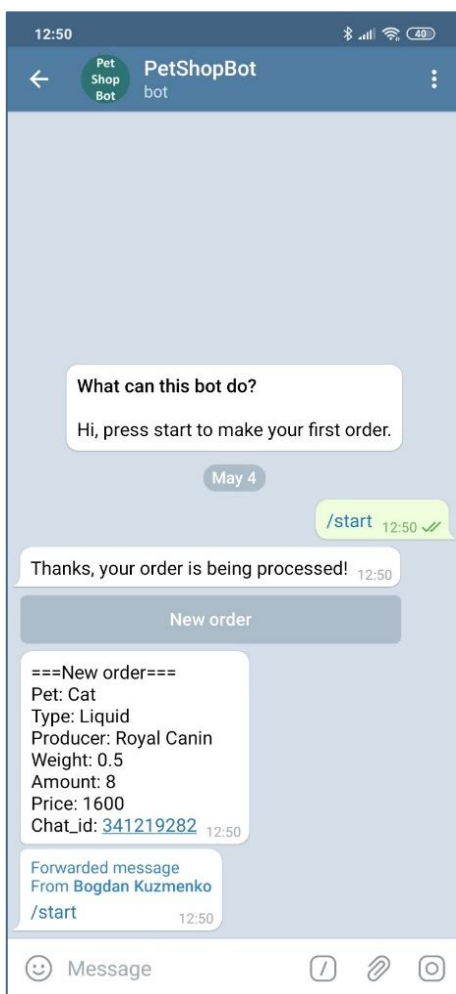 12:50
40
Pet
Shop
Bot
PetShopBot
bot
What can this bot do?
Hi, press start to make your first order.
May 4
/start 12:50
Thanks, your order is being processed! 12:50
New order
===New order===
Pet: Cat
Type: Liquid
Producer: Royal Canin
Weight: 0.5
Amount: 8
Price: 1600
Chat_id: 341219282 12:50
Forwarded message
From Bogdan Kuzmenko
/start 12:50
Message